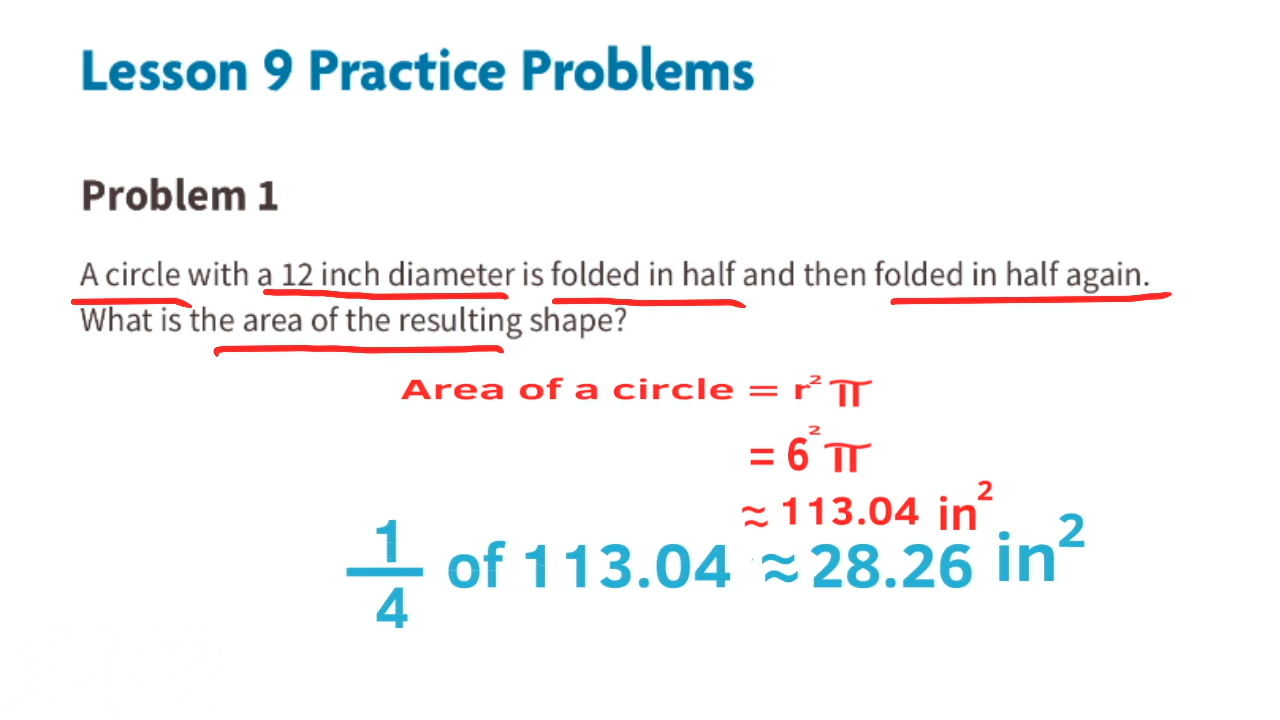 Lesson 9 Practice Problems
Problem 1
A circle with a 12 inch diameter is folded in half and then folded in half again.
What is the area of the resulting shape?
Area of a circle = r² π
= 6² π
≈ 113.04 in²
1/4 of 113.04 ≈ 28.26 in²